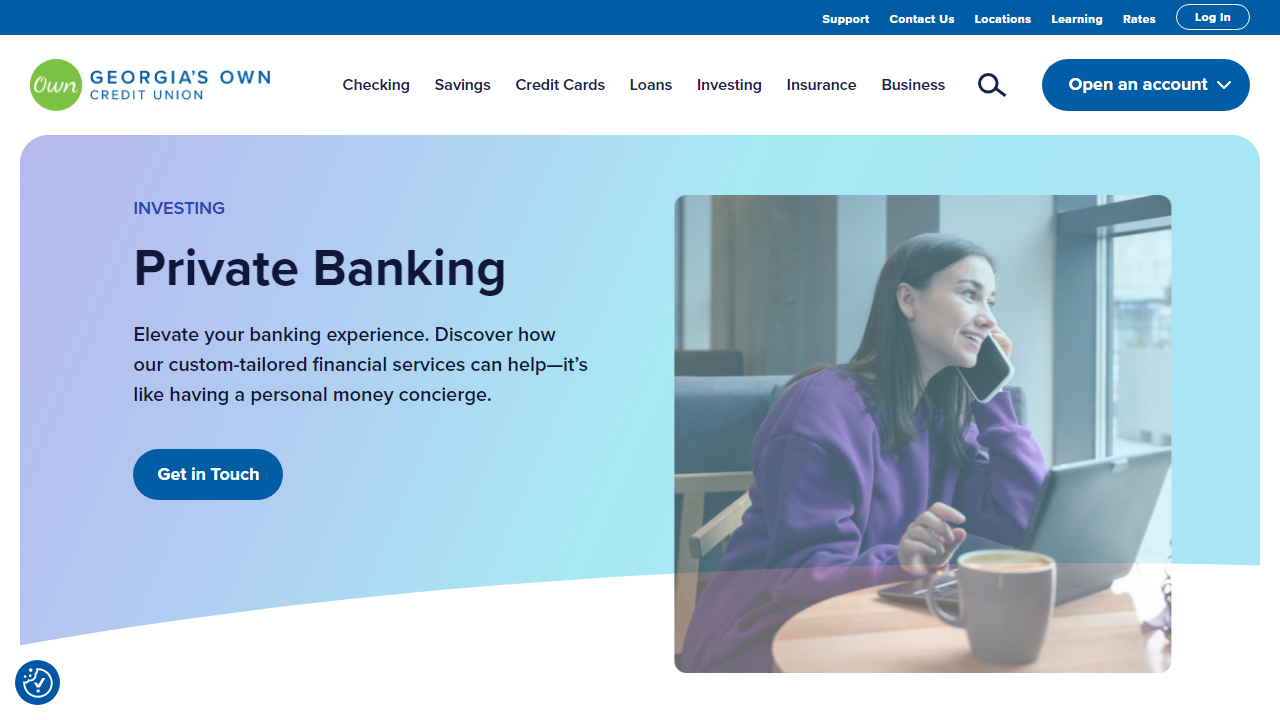 Support Contact Us Locations Learning Rates Log In
Own GEORGIA'S OWN
CREDIT UNION
Checking Savings Credit Cards Loans Investing Insurance Business Open an account
INVESTING
Private Banking
Elevate your banking experience. Discover how
our custom-tailored financial services can help—it's
like having a personal money concierge.
Get in Touch